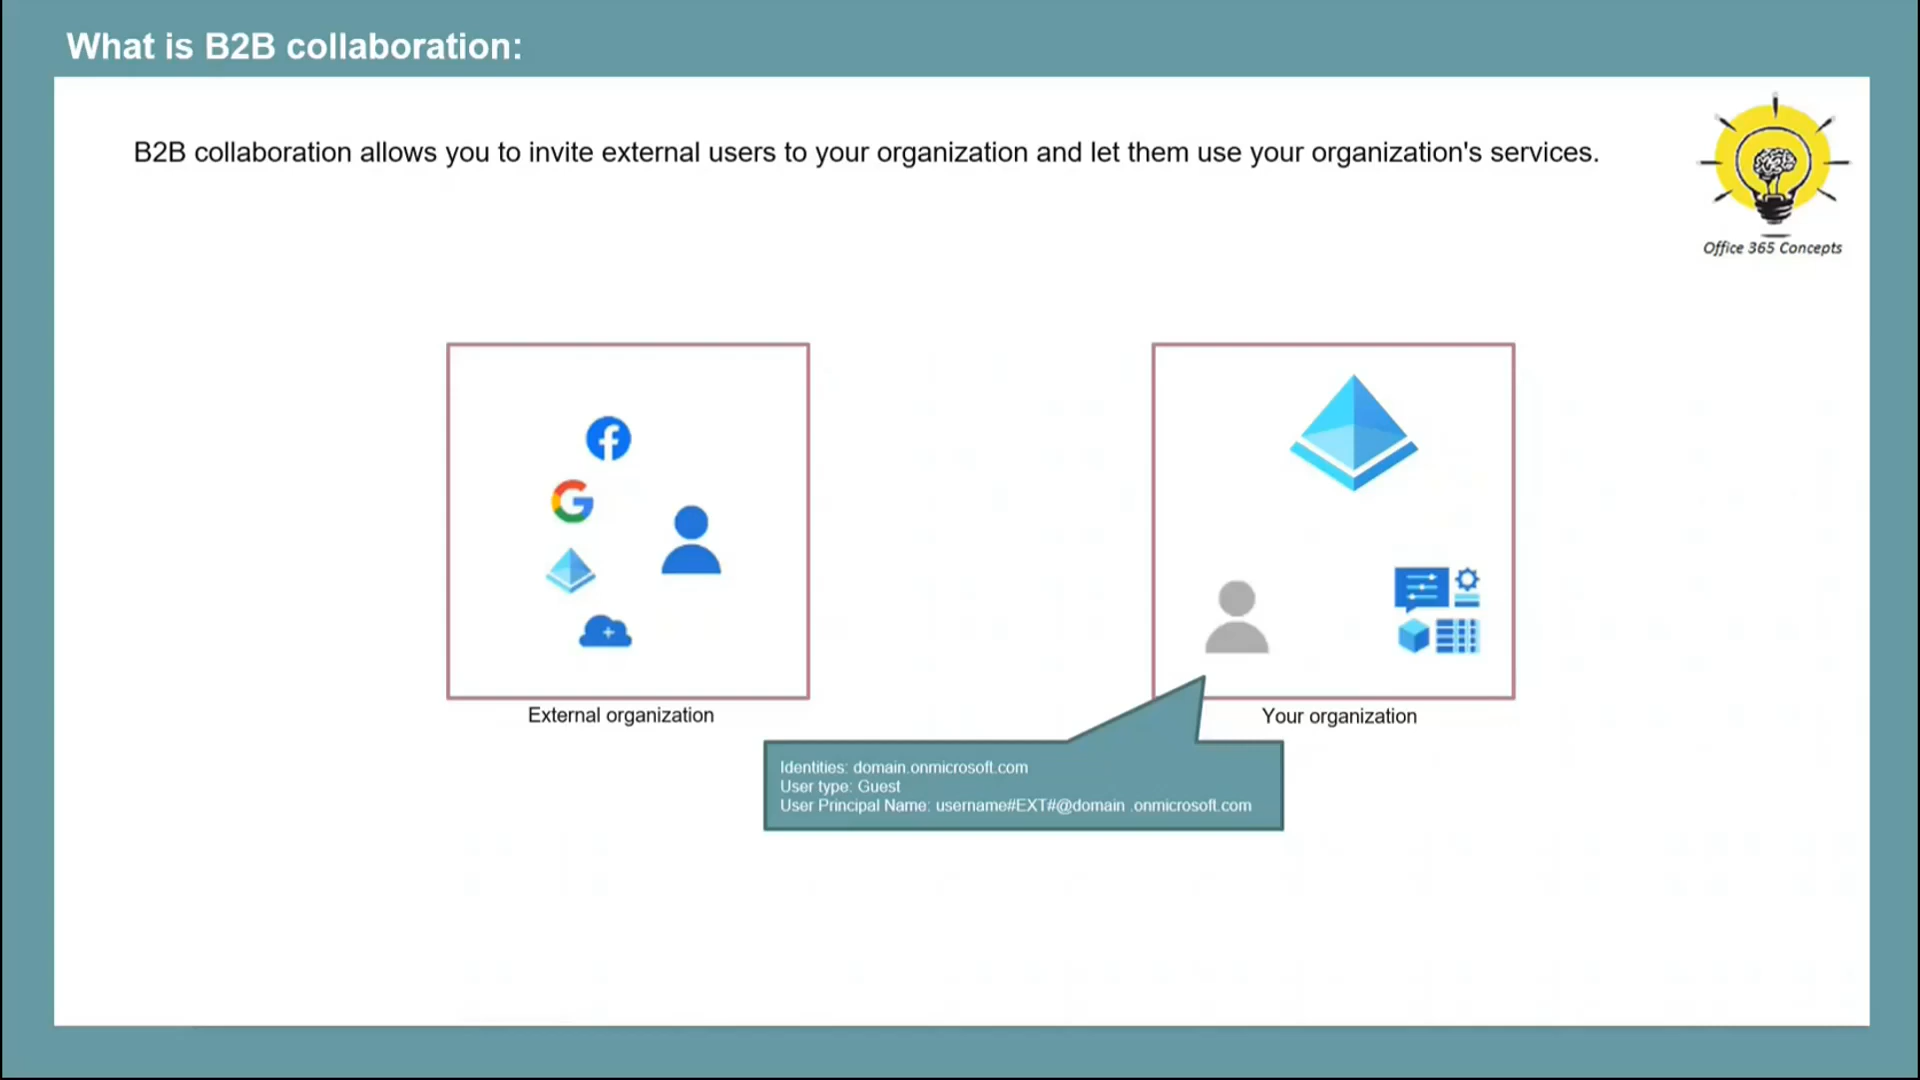 What is B2B collaboration:
B2B collaboration allows you to invite external users to your organization and let them use your organization's services.
Office 365 Concepts
External organization
Your organization
Identities: domain.onmicrosoft.com
User type: Guest
User Principal Name: username#EXT#@domain .onmicrosoft.com